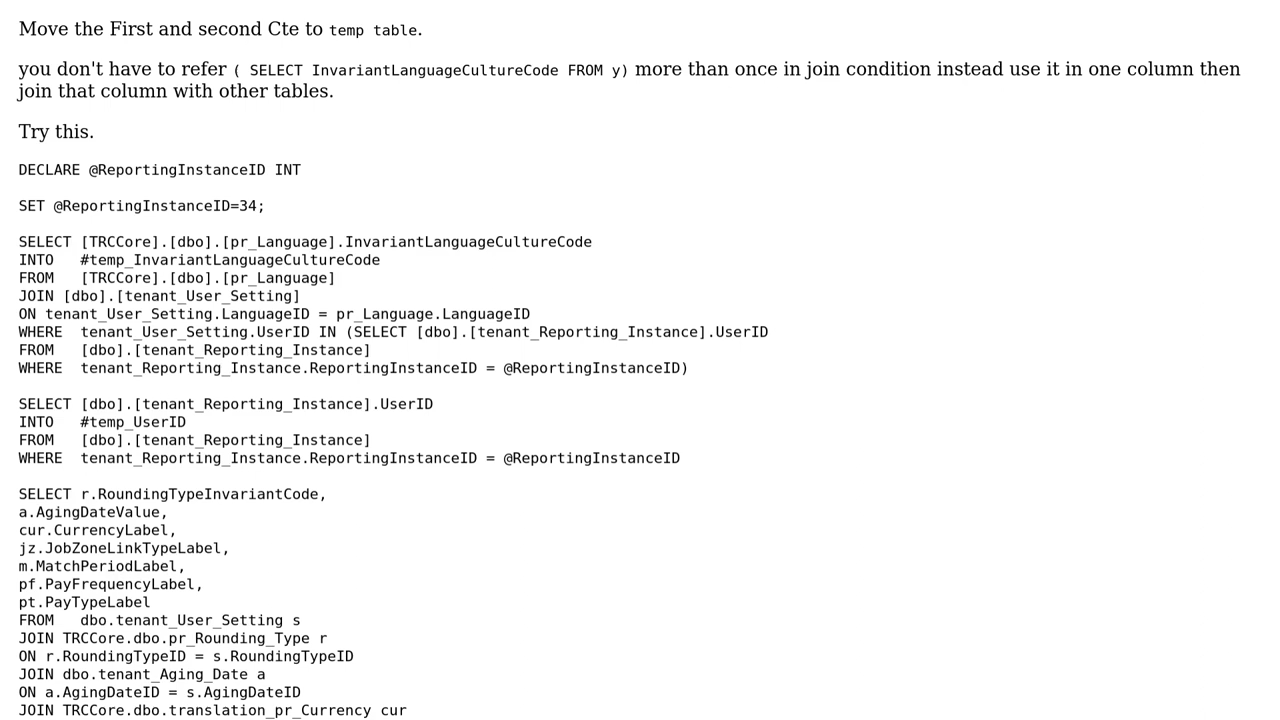 Move the First and second Cte to temp table.
you don't have to refer ( SELECT InvariantLanguageCultureCode FROM y) more than once in join condition instead use it in one column then
join that column with other tables.
Try this.
DECLARE @ReportingInstanceID INT
SET @ReportingInstanceID=34;
SELECT [TRCCore].[dbo].[pr_Language].InvariantLanguageCultureCode
INTO   #temp_InvariantLanguageCultureCode
FROM   [TRCCore].[dbo].[pr_Language]
JOIN [dbo].[tenant_User_Setting]
ON tenant_User_Setting.LanguageID = pr_Language.LanguageID
WHERE  tenant_User_Setting.UserID IN (SELECT [dbo].[tenant_Reporting_Instance].UserID
FROM   [dbo].[tenant_Reporting_Instance]
WHERE  tenant_Reporting_Instance.ReportingInstanceID = @ReportingInstanceID)
SELECT [dbo].[tenant_Reporting_Instance].UserID
INTO   #temp_UserID
FROM   [dbo].[tenant_Reporting_Instance]
WHERE  tenant_Reporting_Instance.ReportingInstanceID = @ReportingInstanceID
SELECT r.RoundingTypeInvariantCode,
a.AgingDateValue,
cur.CurrencyLabel,
jz.JobZoneLinkTypeLabel,
m.MatchPeriodLabel,
pf.PayFrequencyLabel,
pt.PayTypeLabel
FROM   dbo.tenant_User_Setting s
JOIN TRCCore.dbo.pr_Rounding_Type r
ON r.RoundingTypeID = s.RoundingTypeID
JOIN dbo.tenant_Aging_Date a
ON a.AgingDateID = s.AgingDateID
JOIN TRCCore.dbo.translation_pr_Currency cur